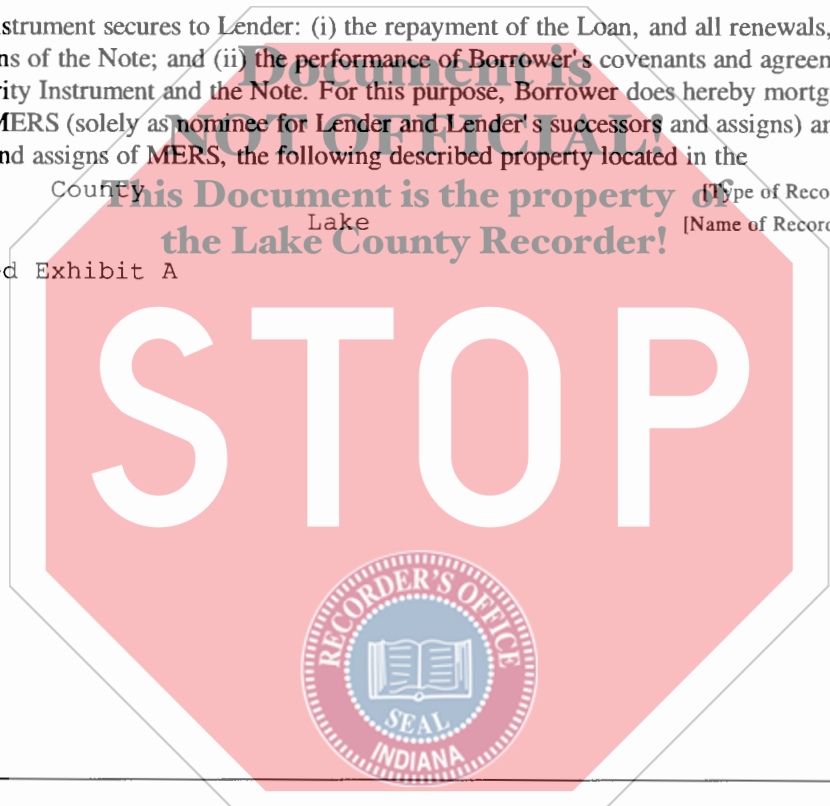 strument secures to Lender: (i) the repayment of the Loan, and all renewals,
ns of the Note; and (ii) the performance of Borrower's covenants and agreen
Document is
ity Instrument and the Note. For this purpose, Borrower does hereby mortg
MERS (solely as nominee for Lender and Lender's successors and assigns) an
NOT OFFICIAL!
nd assigns of MERS, the following described property located in the
County [Type of Reco
This Document is the property of
Lake [Name of Record
the Lake County Recorder!
d Exhibit A
STOP
RECORDER'S OFFICE
SEAL
INDIANA